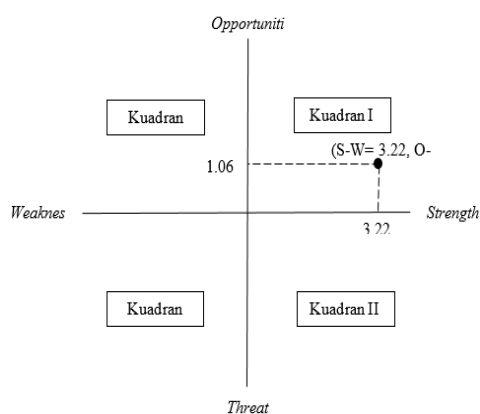 Opportuniti
Kuadran
Kuadran I
(S-W= 3.22, O-
1.06
Weaknes
Strength
3.22
Kuadran
Kuadran II
Threat